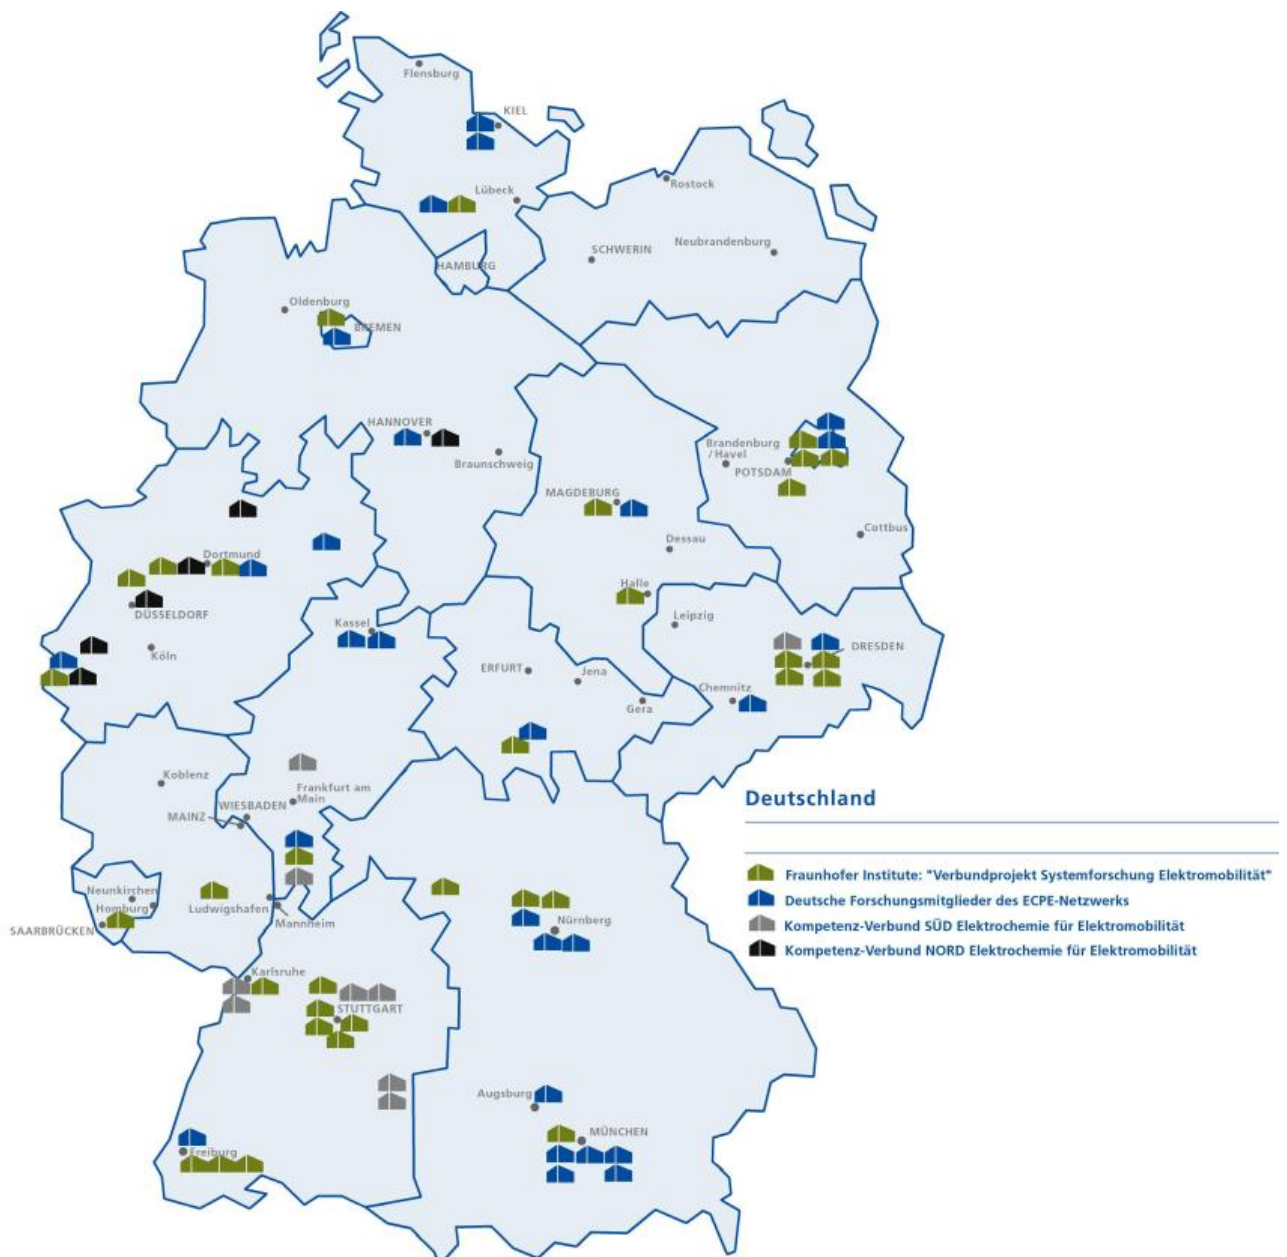 Flensburg
KIEL
Lübeck
Rostock
SCHWERIN
Neubrandenburg
HAMBURG
Oldenburg
BREMEN
HANNOVER
Braunschweig
Brandenburg
/ Havel
POTSDAM
MAGDEBURG
Cottbus
Dessau
Dortmund
Halle
DÜSSELDORF
Leipzig
Kassel
Köln
DRESDEN
ERFURT
Jena
Chemnitz
Gera
Koblenz
Frankfurt am
Main
WIESBADEN
MAINZ
Deutschland
Fraunhofer Institute: "Verbundprojekt Systemforschung Elektromobilität"
Deutsche Forschungsmitglieder des ECPE-Netzwerks
Kompetenz-Verbund SÜD Elektrochemie für Elektromobilität
Kompetenz-Verbund NORD Elektrochemie für Elektromobilität
Neunkirchen
Homburg
Ludwigshafen
Mannheim
SAARBRÜCKEN
Nürnberg
Karlsruhe
STUTTGART
Augsburg
MÜNCHEN
Freiburg